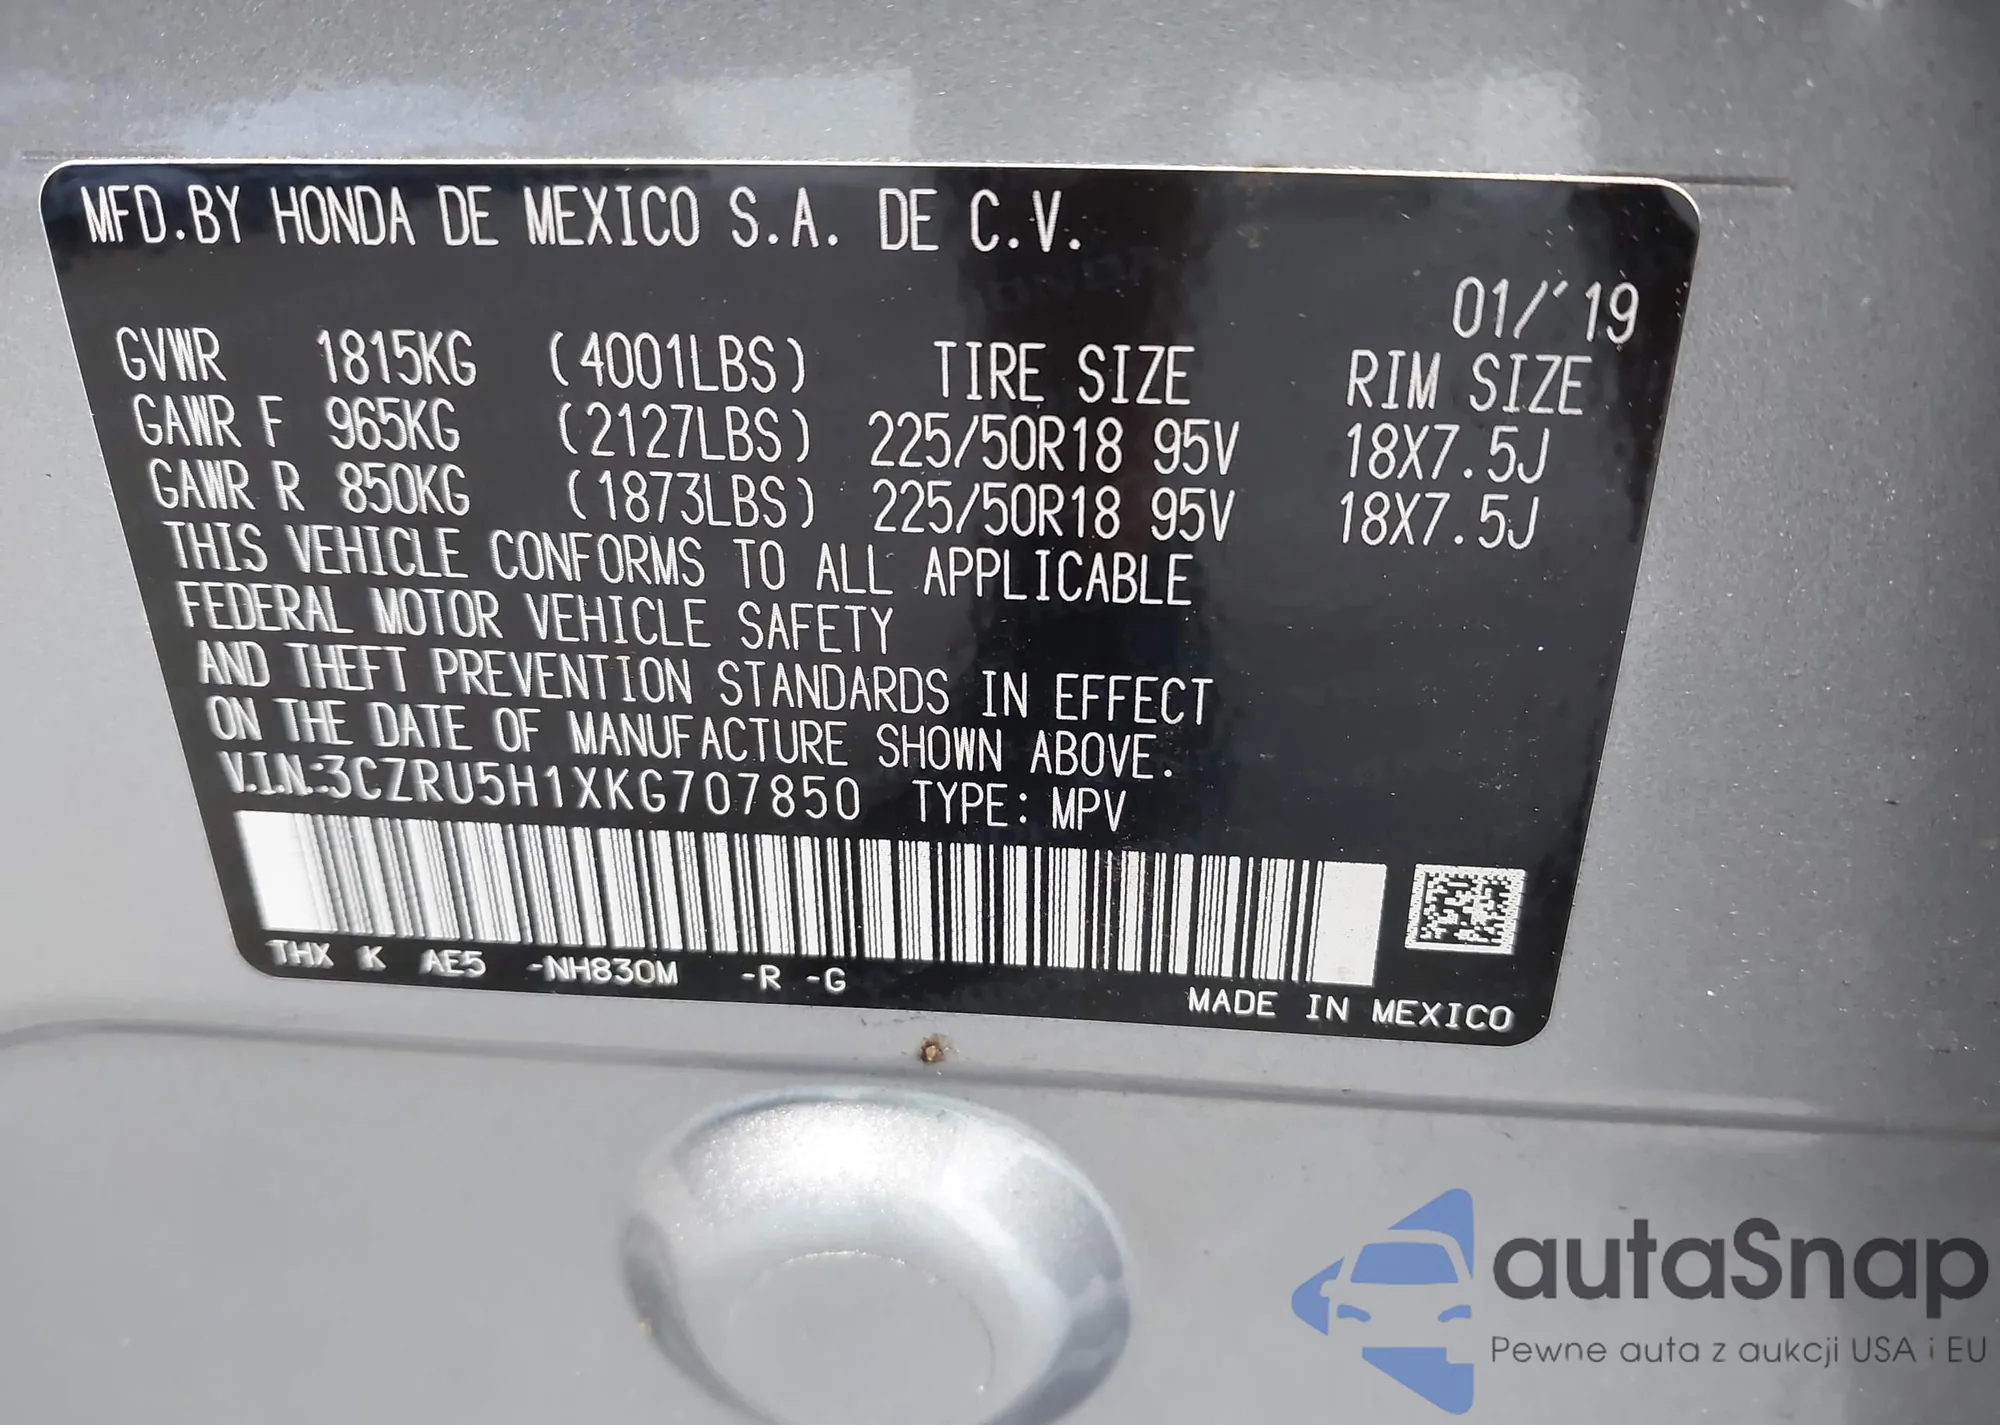 MFD.BY HONDA DE MEXICO S.A. DE C.V.
01/'19
GVWR 1815KG (4001LBS) TIRE SIZE RIM SIZE
GAWR F 965KG (2127LBS) 225/50R18 95V 18X7.5J
GAWR R 850KG (1873LBS) 225/50R18 95V 18X7.5J
THIS VEHICLE CONFORMS TO ALL APPLICABLE
FEDERAL MOTOR VEHICLE SAFETY
AND THEFT PREVENTION STANDARDS IN EFFECT
ON THE DATE OF MANUFACTURE SHOWN ABOVE.
V.I.N:3CZRU5H1XKG707850 TYPE: MPV
THX K AE5 -NH830M -R -G
MADE IN MEXICO
autaSnap
Pewne auta z aukcji USA i EU